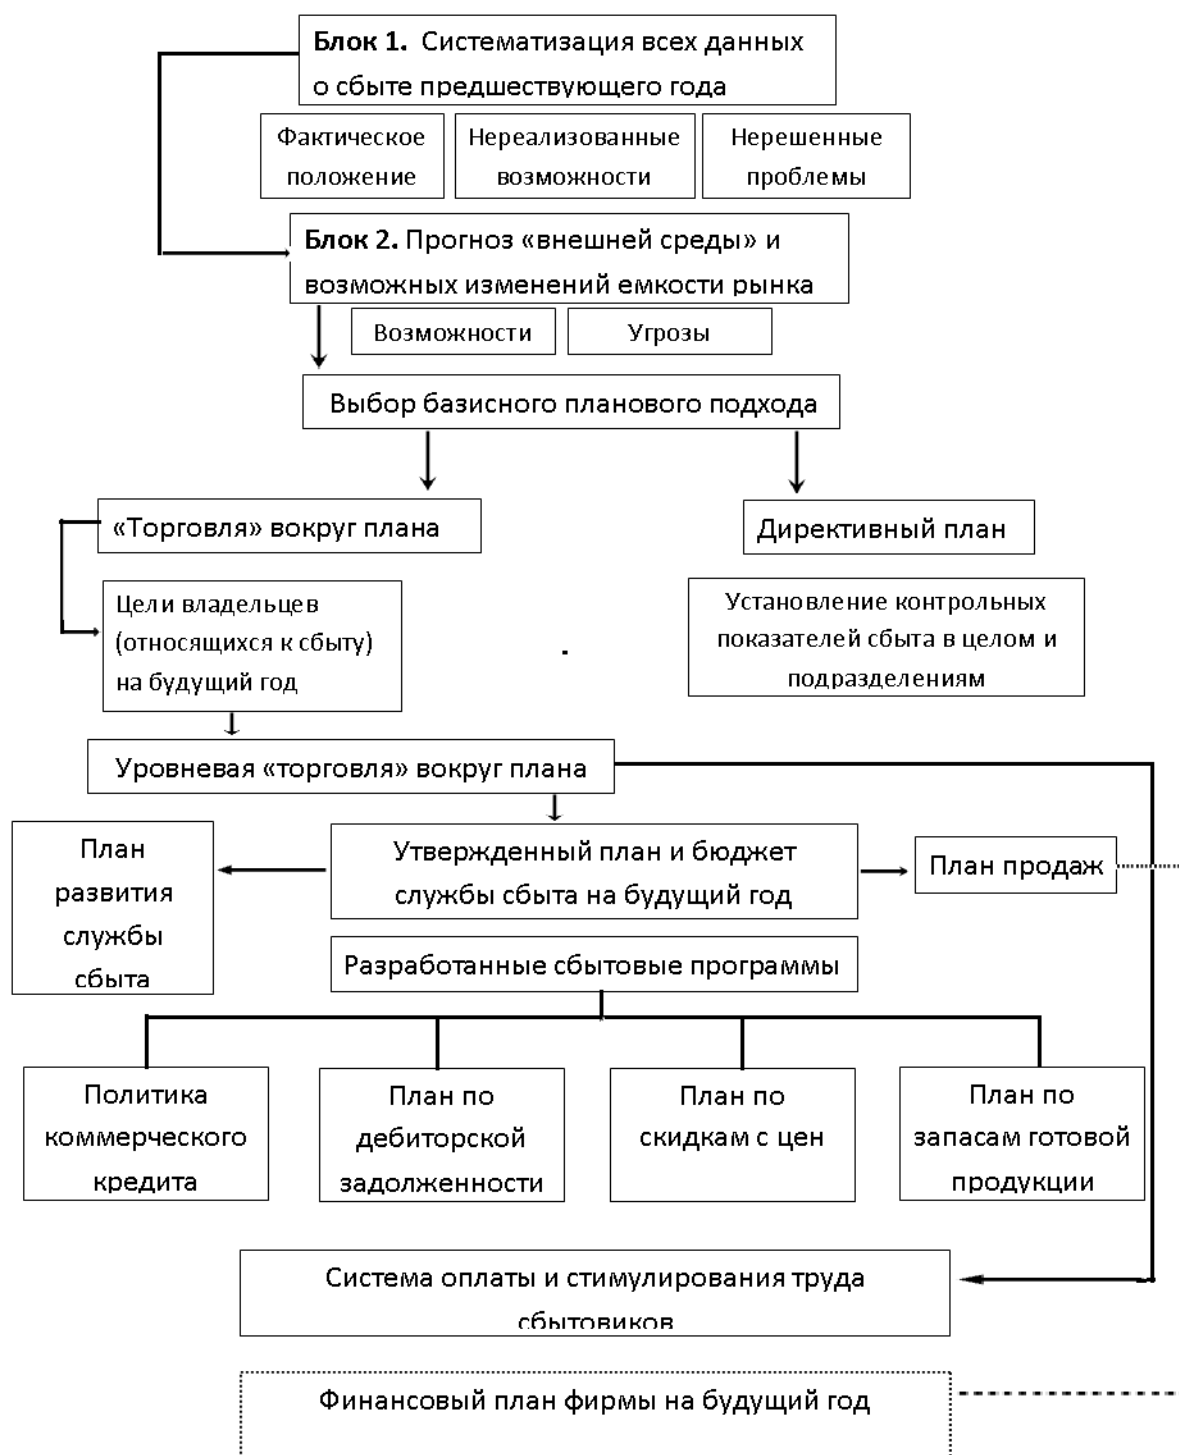 Блок 1. Систематизация всех данных
о сбыте предшествующего года
Фактическое
положение
Нереализованные
возможности
Нерешенные
проблемы
Блок 2. Прогноз «внешней среды» и
возможных изменений емкости рынка
Возможности
Угрозы
Выбор базисного планового подхода
«Торговля» вокруг плана
Директивный план
Цели владельцев
(относящихся к сбыту)
на будущий год
Установление контрольных
показателей сбыта в целом и
подразделениям
Уровневая «торговля» вокруг плана
План
развития
службы
сбыта
Утвержденный план и бюджет
службы сбыта на будущий год
План продаж
Разработанные сбытовые программы
Политика
коммерческого
кредита
План по
дебиторской
задолженности
План по
скидкам с цен
План по
запасам готовой
продукции
Система оплаты и стимулирования труда
сбытовиков
Финансовый план фирмы на будущий год